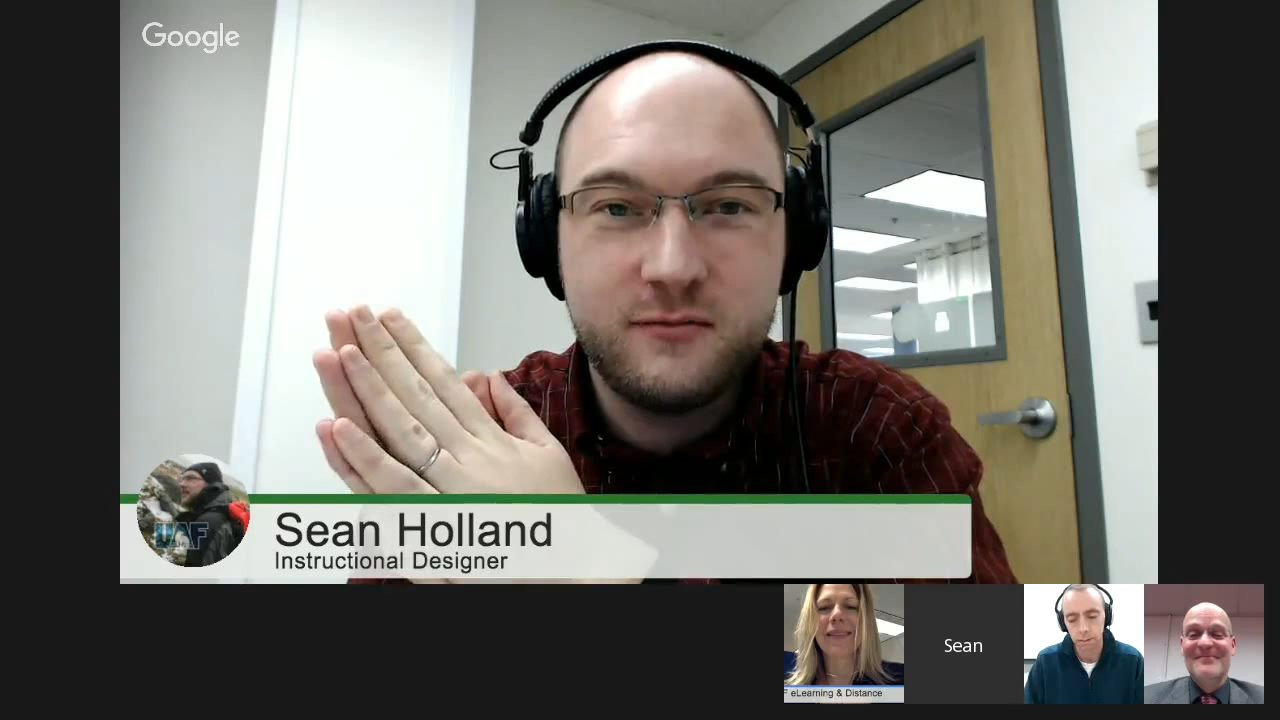 Google
UAF
Sean Holland
Instructional Designer
Sean
F eLearning & Distance